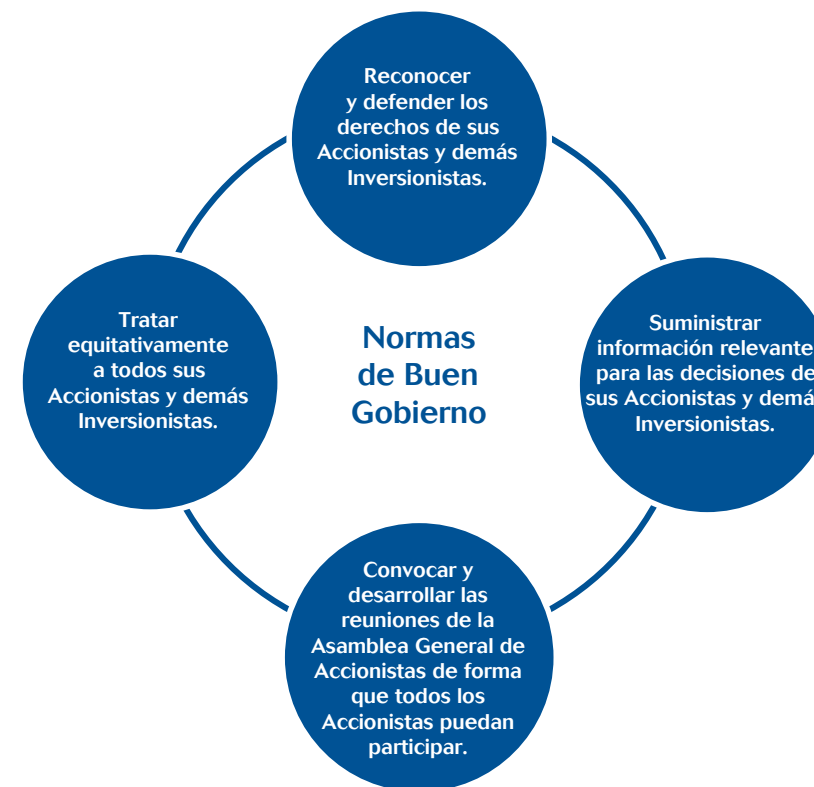 Reconocer
y defender los
derechos de sus
Accionistas y demás
Inversionistas.
Tratar
equitativamente
a todos sus
Accionistas y demás
Inversionistas.
Normas
de Buen
Gobierno
Suministrar
información relevante
para las decisiones de
sus Accionistas y demá
Inversionistas.
Convocar y
desarrollar las
reuniones de la
Asamblea General de
Accionistas de forma
que todos los
Accionistas puedan
participar.